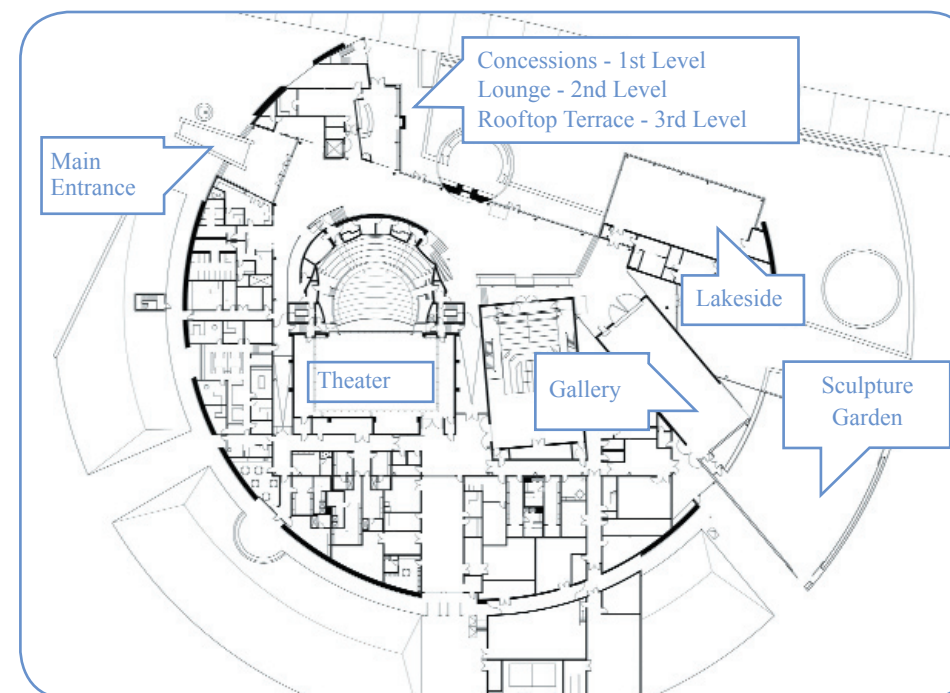 Concessions - 1st Level
Lounge - 2nd Level
Rooftop Terrace - 3rd Level
Main
Entrance
Lakeside
Theater
Gallery
Sculpture
Garden